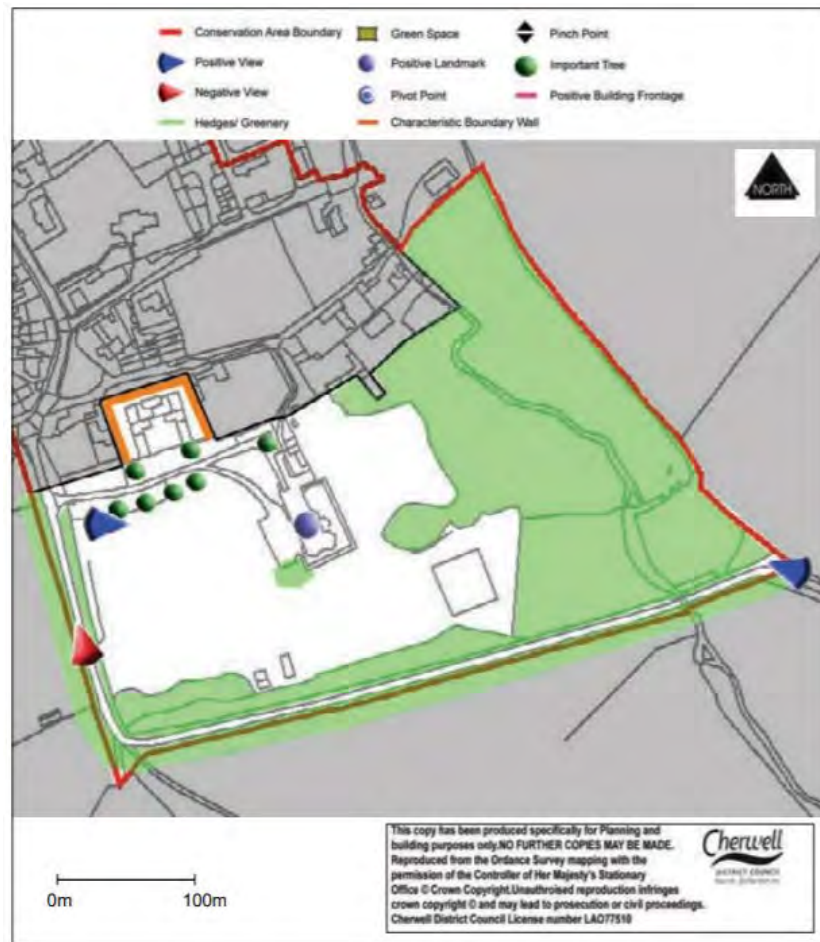 Conservation Area Boundary
Green Space
Pinch Point
Positive View
Positive Landmark
Important Tree
Negative View
Pivot Point
Positive Building Frontage
Hedges/ Greenery
Characteristic Boundary Wall
NORTH
This copy has been produced specifically for Planning and
building purposes only.NO FURTHER COPIES MAY BE MADE.
Reproduced from the Ordance Survey mapping with the
permission of the Controller of Her Majesty's Stationary
Office © Crown Copyright.Unauthroised reproduction infringes
crown copyright © and may lead to prosecution or civil proceedings.
Cherwell District Council License number LAO77510
Cherwell
DISTRICT COUNCIL
0m
100m